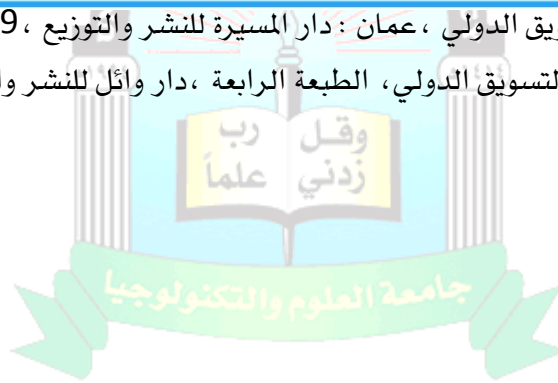 ويق الدولي ،عمان : دار المسيرة للنشر والتوزيع ،9
لتسويق الدولي، الطبعة الرابعة ،دار وائل للنشر وا
وقل رب
زدني علماً
جامعة العلوم والتكنولوجيا